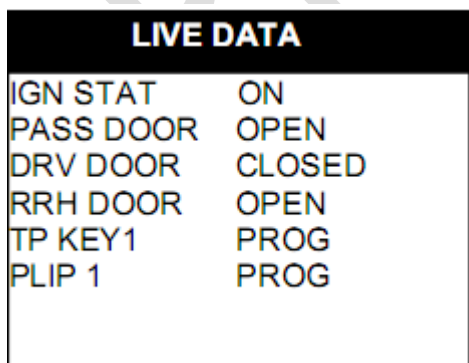 LIVE DATA
IGN STAT ON
PASS DOOR OPEN
DRV DOOR CLOSED
RRH DOOR OPEN
TP KEY1 PROG
PLIP 1 PROG